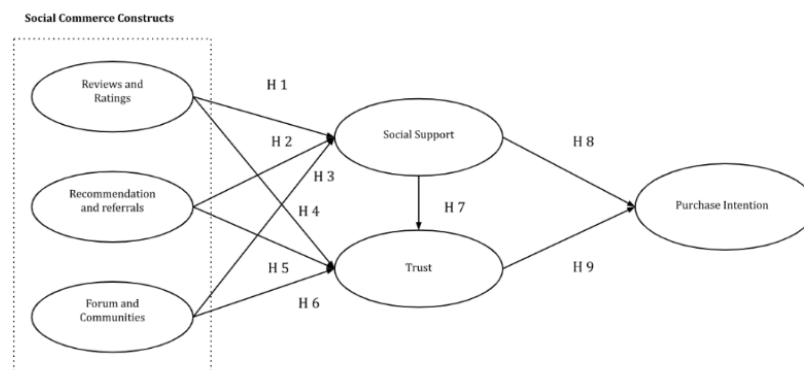 Social Commerce Constructs
Reviews and
Ratings
H 1
Social Support
H 8
H 2
Recommendation
and referrals
H 3
H 4
H 7
Purchase Intention
H 5
Trust
H 9
Forum and
Communities
H 6